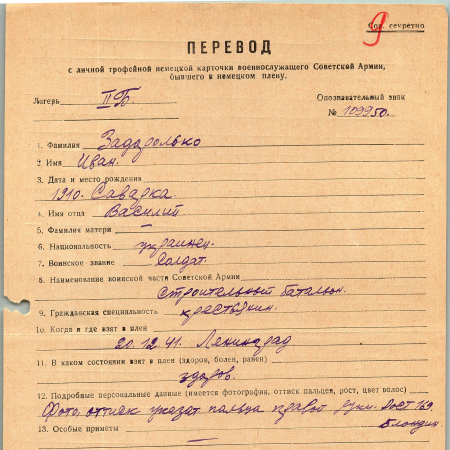 9
Сов. секретно
ПЕРЕВОД
с личной трофейной немецкой карточки военнослужащего Советской Армии,
бывшего в немецком плену.
Лагерь IIБ. Опознавательный знак
№ 109950.
1. Фамилия Задоролько
2. Имя Иван.
3. Дата и место рождения
1910. Саварка.
4. Имя отца Василий.
5. Фамилия матери —
6. Национальность украинец.
7. Воинское звание Солдат.
8. Наименование воинской части Советской Армии
Строительный батальон.
9. Гражданская специальность крестьянин.
10. Когда и где взят в плен
20.12.41. Ленинград
11. В каком состоянии взят в плен (здоров, болен, ранен)
здоров.
12. Подробные персональные данные (имеется фотография, оттиск пальцев, рост, цвет волос)
Фото, оттиск указат пальца правой руки. Рост 169,
Блондин.
13. Особые приметы —